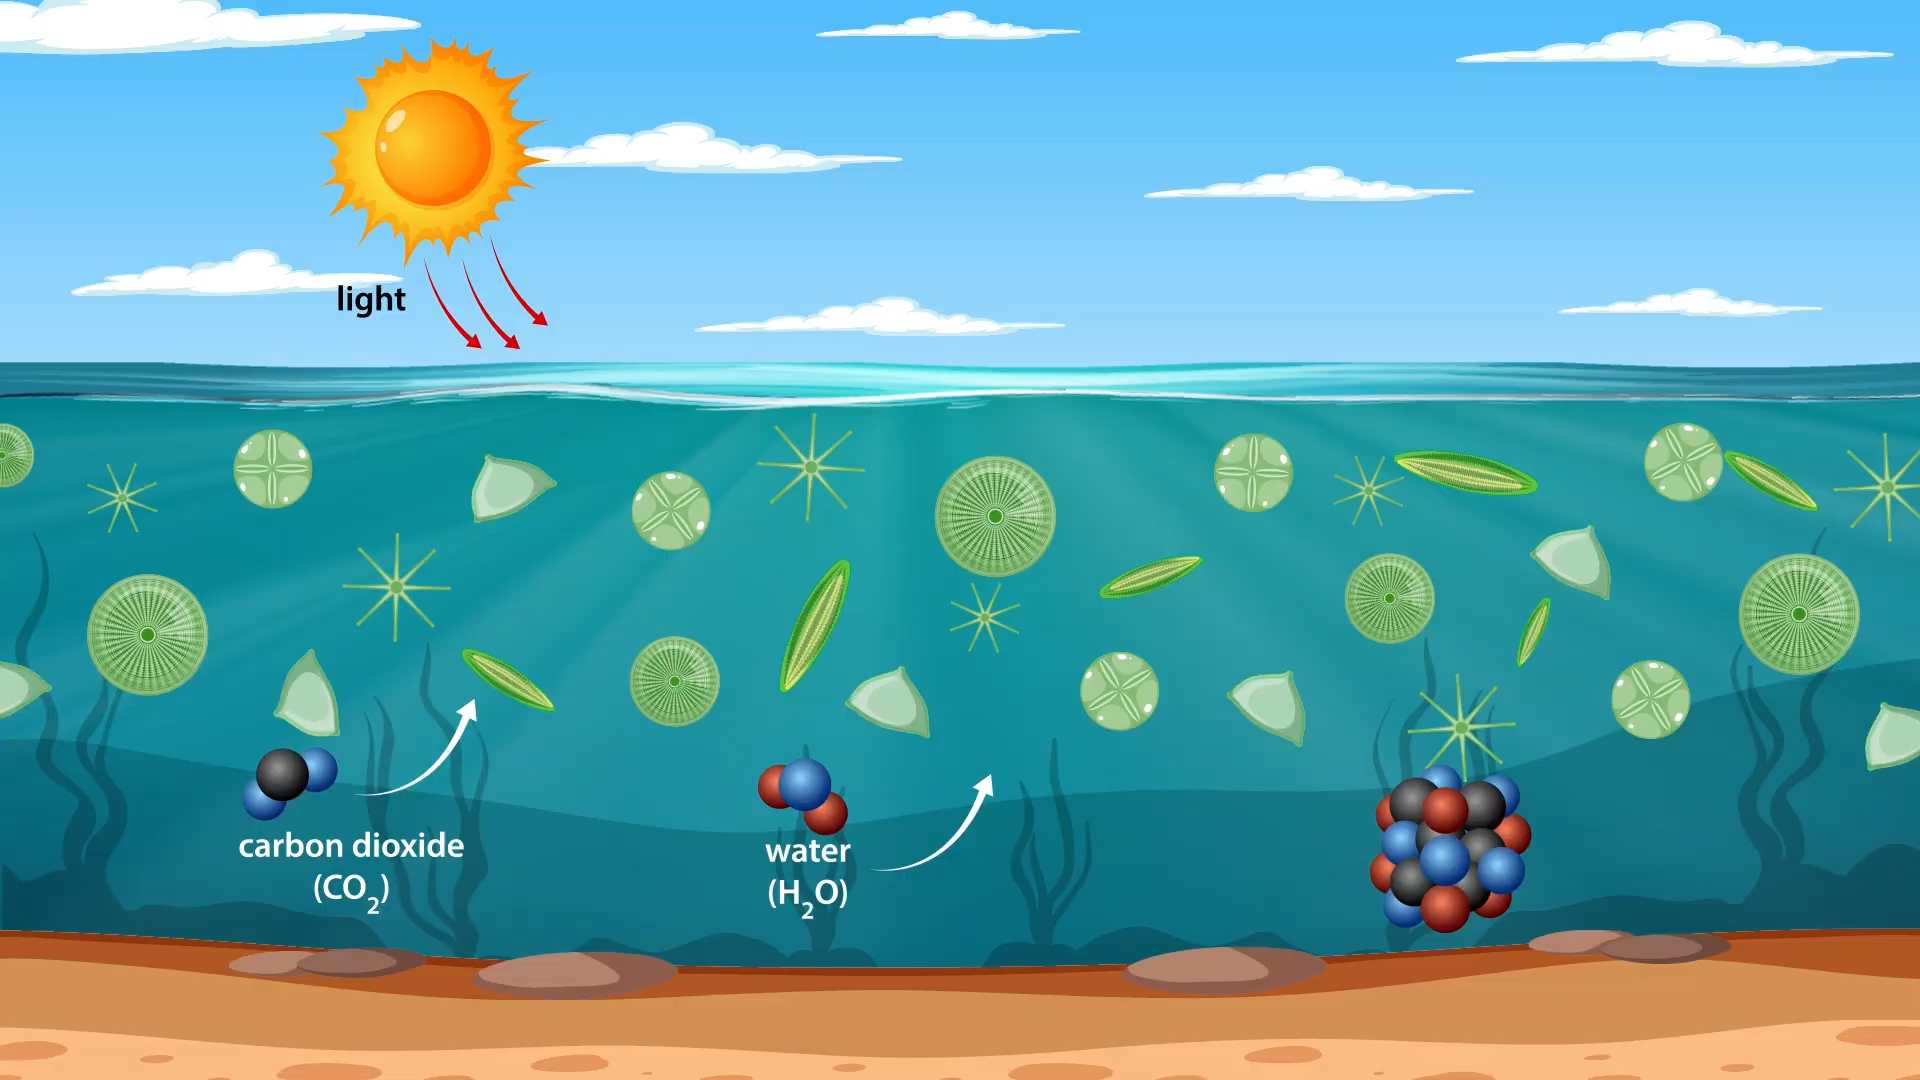 light
carbon dioxide
(CO₂)
water
(H₂O)